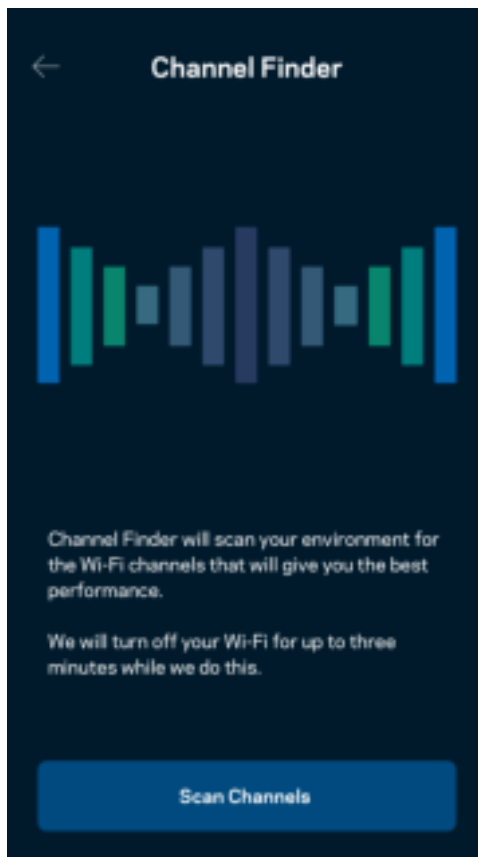 Channel Finder
Channel Finder will scan your environment for
the Wi-Fi channels that will give you the best
performance.
We will turn off your Wi-Fi for up to three
minutes while we do this.
Scan Channels